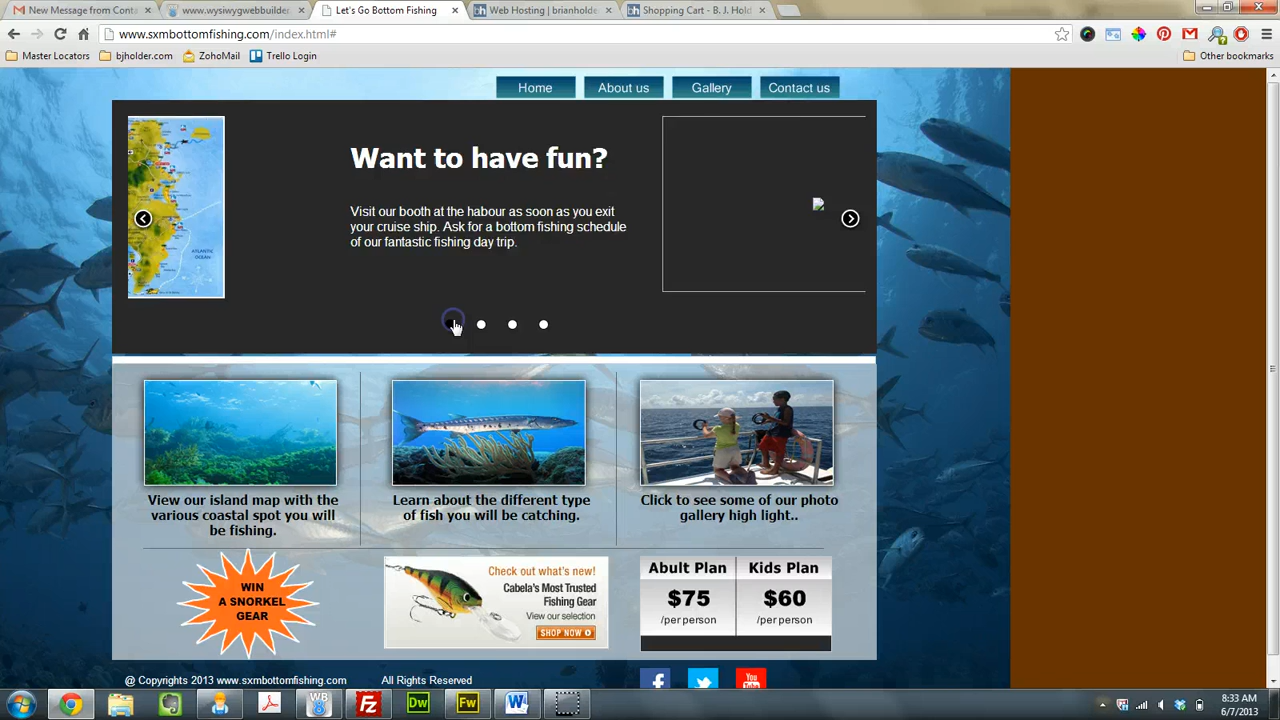 New Message from Conta
www.wysiwygwebbuilde
Let's Go Bottom Fishing
Web Hosting | brianholde
Shopping Cart - B. J. Hold
www.sxmbottomfishing.com/index.html#
Master Locators
bjholder.com
ZohoMail
Trello Login
Other bookmarks
Home
About us
Gallery
Contact us
Want to have fun?
Visit our booth at the habour as soon as you exit
your cruise ship. Ask for a bottom fishing schedule
of our fantastic fishing day trip.
ATLANTIC
OCEAN
View our island map with the
various coastal spot you will
be fishing.
Learn about the different type
of fish you will be catching.
Click to see some of our photo
gallery high light..
WIN
A SNORKEL
GEAR
Check out what's new!
Cabela's Most Trusted
Fishing Gear
View our selection
SHOP NOW
Abult Plan
$75
/per person
Kids Plan
$60
/per person
@ Copyrights 2013 www.sxmbottomfishing.com
All Rights Reserved
You
8:33 AM
6/7/2013